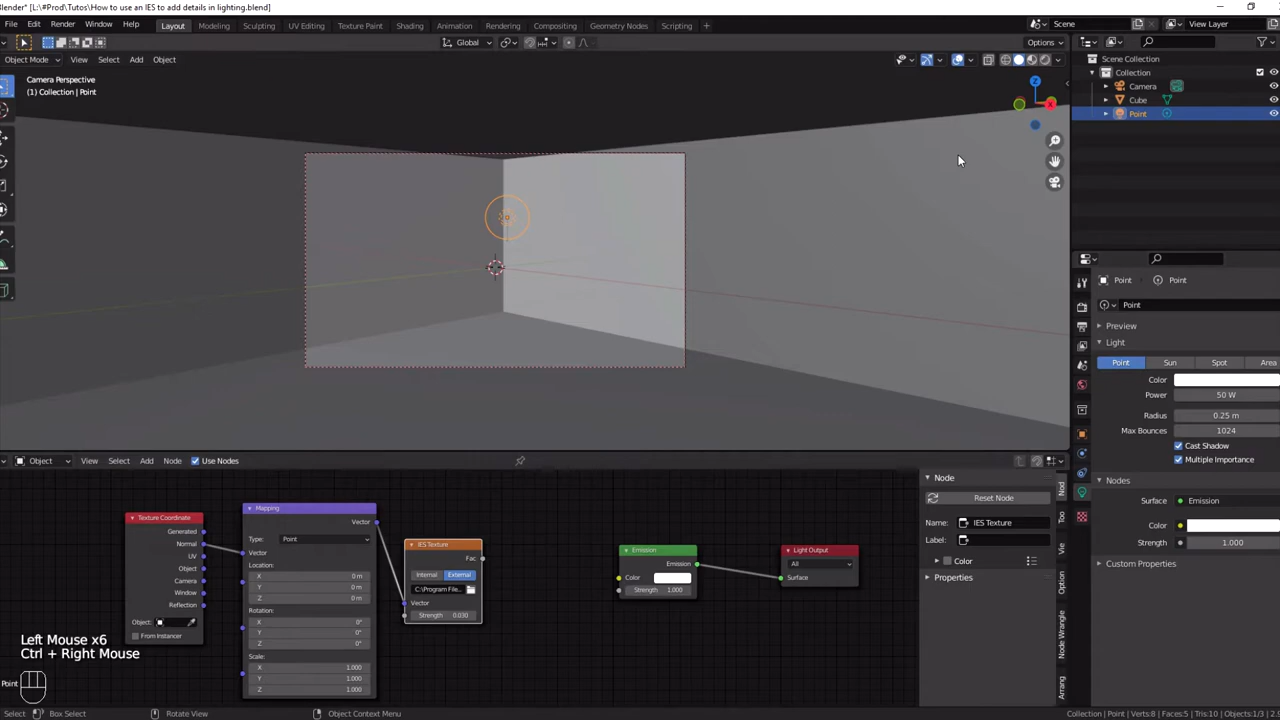 Blender* [L:\#Prod\Tutos\How to use an IES to add details in lighting.blend]
File Edit Render Window Help Layout Modeling Sculpting UV Editing Texture Paint Shading Animation Rendering Compositing Geometry Nodes Scripting + Scene View Layer
Global Options
Object Mode View Select Add Object
Camera Perspective
(1) Collection | Point
Z
X
Scene Collection
Collection
Camera
Cube
Point
Point Point
Point
Preview
Light
Point Sun Spot Area
Color
Power 50 W
Radius 0.25 m
Max Bounces 1024
Cast Shadow
Multiple Importance
Nodes
Surface Emission
Color
Strength 1.000
Custom Properties
Object View Select Add Node Use Nodes
Texture Coordinate
Generated
Normal
UV
Object
Camera
Window
Reflection
Object:
From Instancer
Mapping
Vector
Type: Point
Vector
Location:
X 0 m
Y 0 m
Z 0 m
Rotation:
X 0°
Y 0°
Z 0°
Scale:
X 1.000
Y 1.000
Z 1.000
IES Texture
Fac
Internal External
C:\Program File..
Vector
Strength 0.030
Emission
Emission
Color
Strength 1.000
Light Output
All
Surface
Node
Reset Node
Name: IES Texture
Label:
Color
Properties
Nod
Too
Vie
Option
Node Wrangle
Arrang
Left Mouse x6
Ctrl + Right Mouse
Point
Select Box Select Rotate View Object Context Menu Collection | Point | Verts:8 | Faces:5 | Tris:10 | Objects:1/3 | 2.9